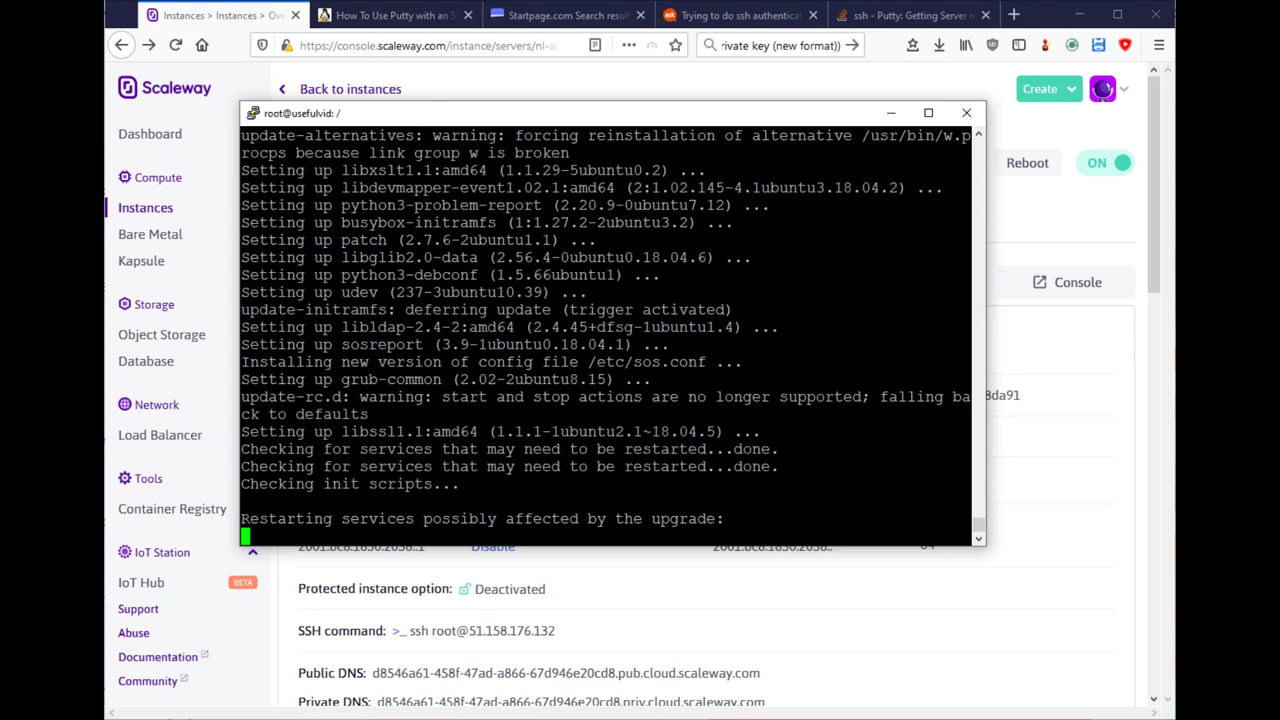 Instances > Instances > Ove
How To Use Putty with an S
Startpage.com Search result
Trying to do ssh authenticat
ssh - Putty: Getting Server r
https://console.scaleway.com/instance/servers/nl-a
rivate key (new format))
Scaleway
Back to instances
Create
Dashboard
Compute
Instances
Bare Metal
Kapsule
Storage
Object Storage
Database
Network
Load Balancer
Tools
Container Registry
IoT Station
IoT Hub
BETA
Support
Abuse
Documentation
Community
Reboot
ON
Console
8da91
root@usefulvid: /
update-alternatives: warning: forcing reinstallation of alternative /usr/bin/w.p
rocps because link group w is broken
Setting up libxslt1.1:amd64 (1.1.29-5ubuntu0.2) ...
Setting up libdevmapper-event1.02.1:amd64 (2:1.02.145-4.1ubuntu3.18.04.2) ...
Setting up python3-problem-report (2.20.9-0ubuntu7.12) ...
Setting up busybox-initramfs (1:1.27.2-2ubuntu3.2) ...
Setting up patch (2.7.6-2ubuntu1.1) ...
Setting up libglib2.0-data (2.56.4-0ubuntu0.18.04.6) ...
Setting up python3-debconf (1.5.66ubuntu1) ...
Setting up udev (237-3ubuntu10.39) ...
update-initramfs: deferring update (trigger activated)
Setting up libldap-2.4-2:amd64 (2.4.45+dfsg-1ubuntu1.4) ...
Setting up sosreport (3.9-1ubuntu0.18.04.1) ...
Installing new version of config file /etc/sos.conf ...
Setting up grub-common (2.02-2ubuntu8.15) ...
update-rc.d: warning: start and stop actions are no longer supported; falling ba
ck to defaults
Setting up libssl1.1:amd64 (1.1.1-1ubuntu2.1~18.04.5) ...
Checking for services that may need to be restarted...done.
Checking for services that may need to be restarted...done.
Checking init scripts...
Restarting services possibly affected by the upgrade:
Disable
Protected instance option: Deactivated
SSH command: >_ ssh root@51.158.176.132
Public DNS: d8546a61-458f-47ad-a866-67d946e20cd8.pub.cloud.scaleway.com
Private DNS: d8546a61-458f-47ad-a866-67d946e20cd8.priv.cloud.scaleway.com